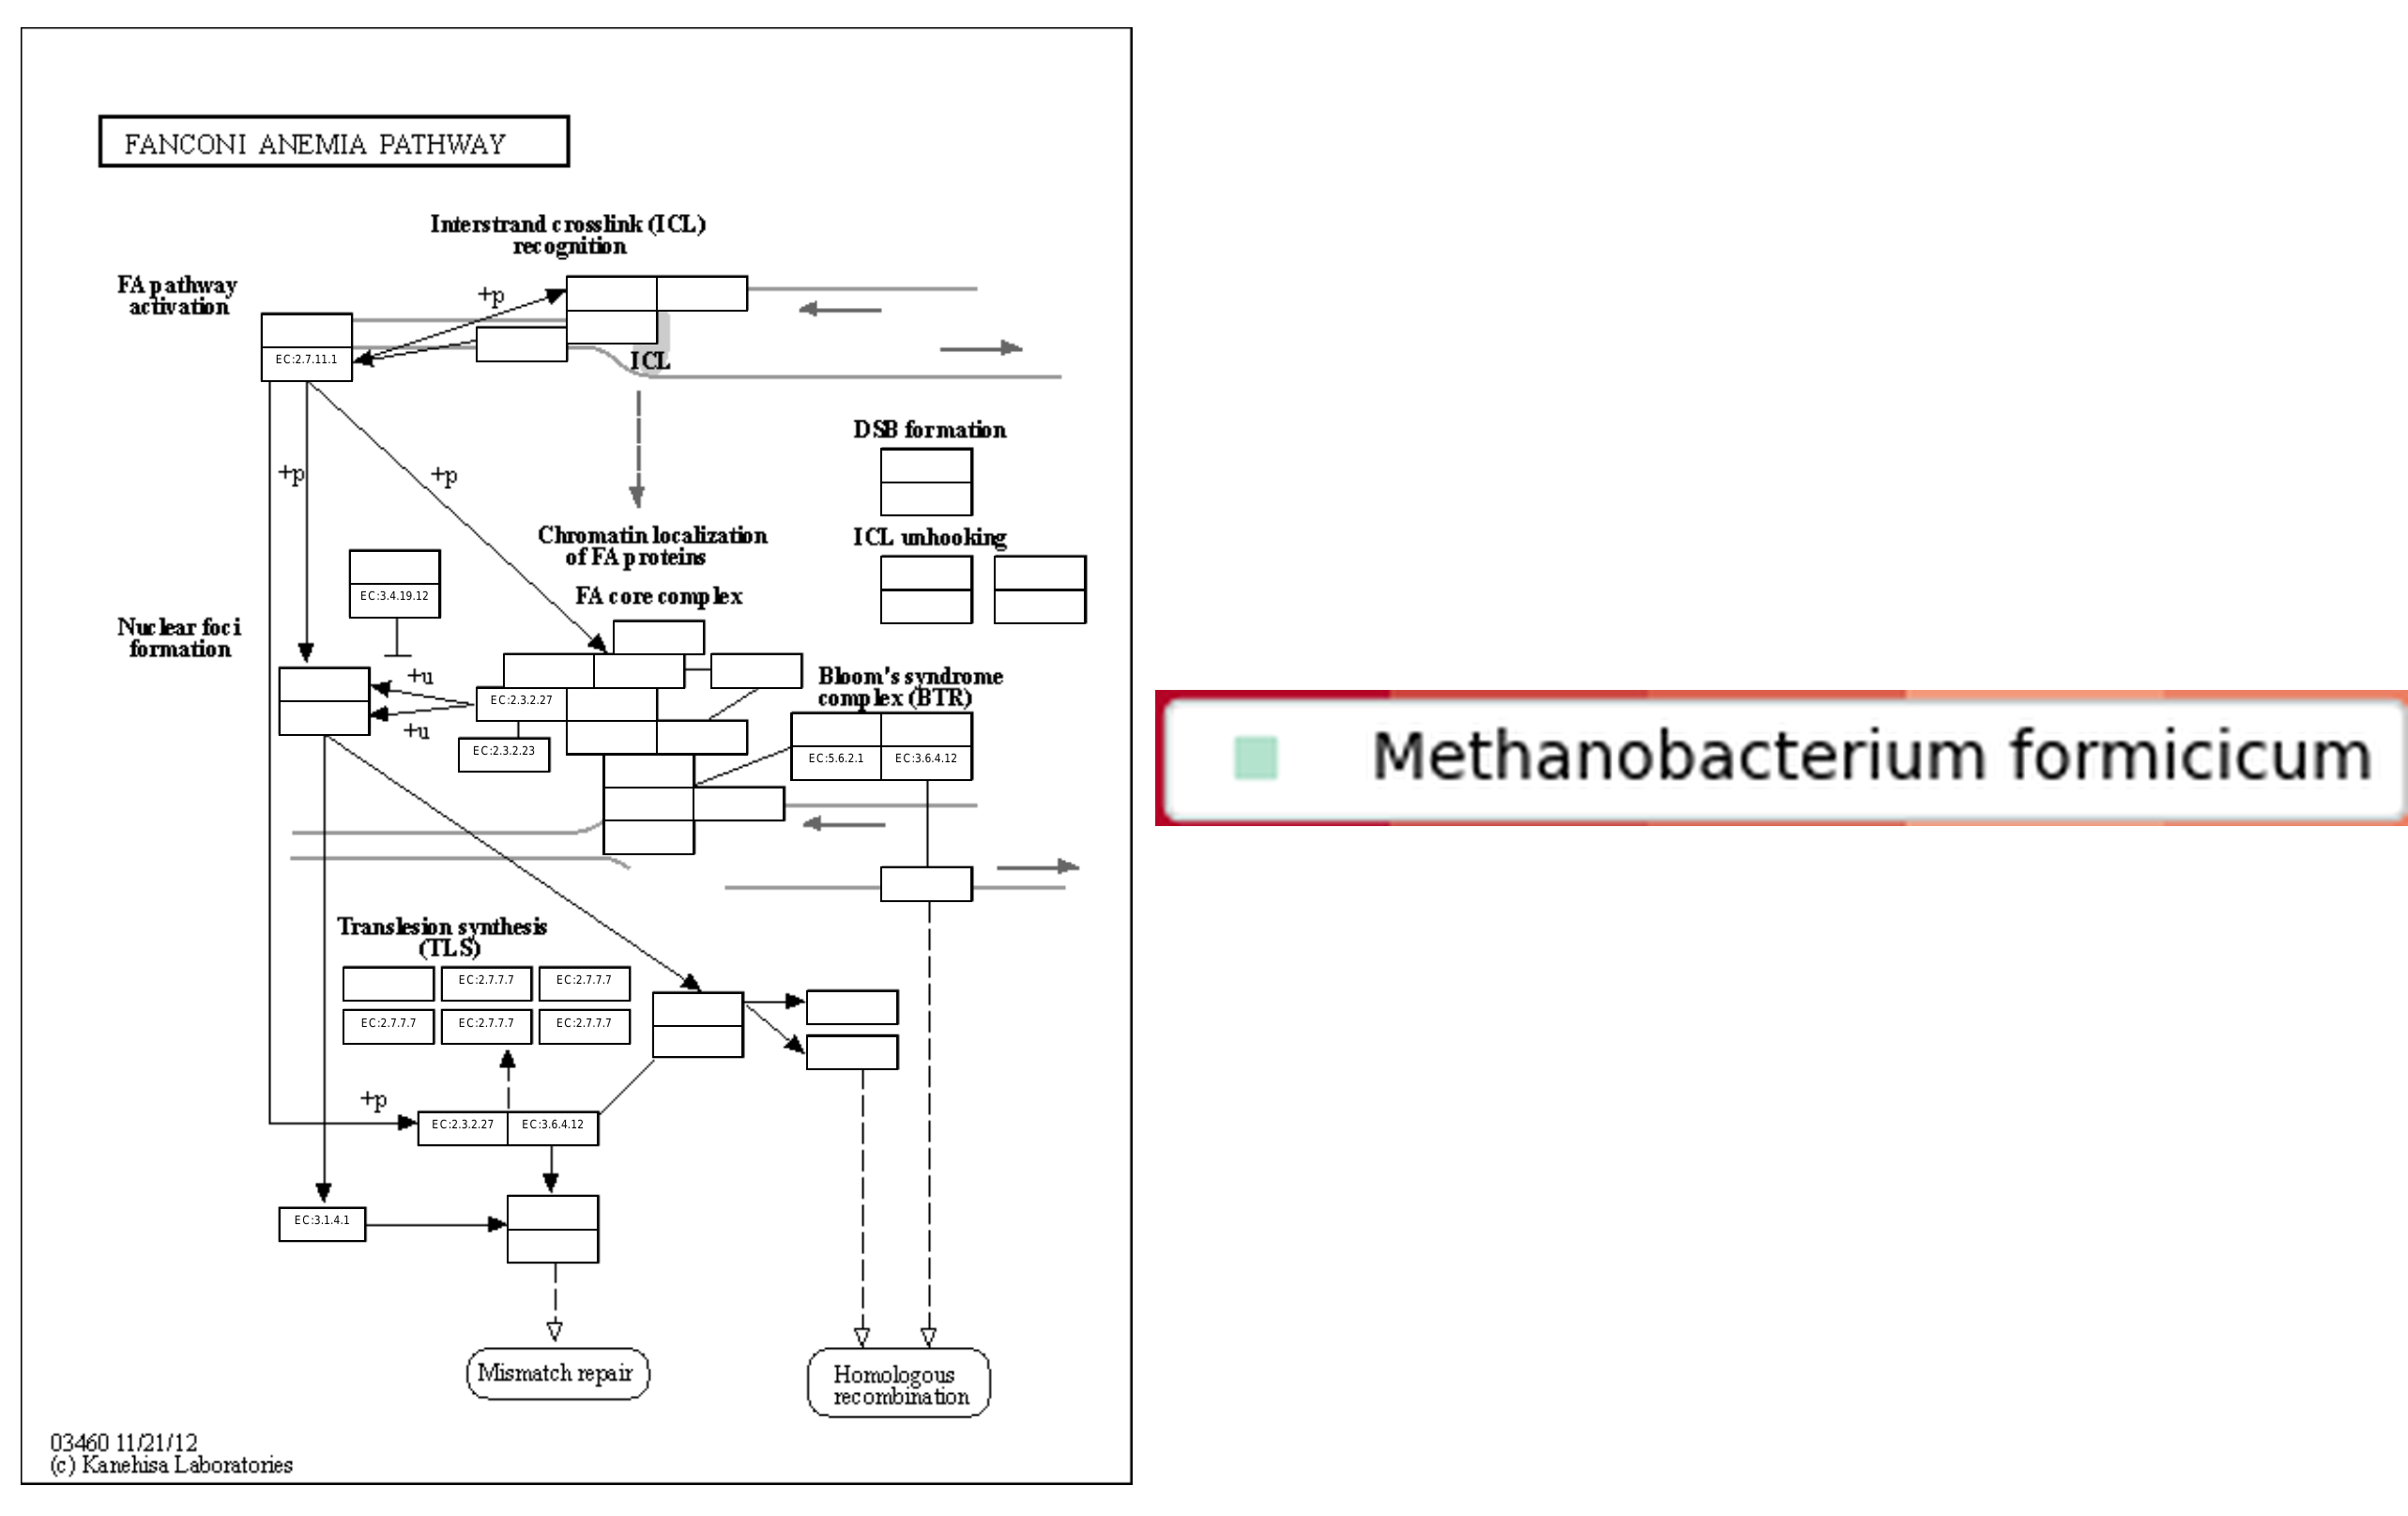 FANCONI ANEMIA PATHWAY
Interstrand crosslink (ICL)
recognition
FA pathway
activation
+p
EC:2.7.11.1
ICL
DSB formation
+p
+p
Chromatin localization
of FA proteins
ICL unhooking
EC:3.4.19.12
FA core complex
Nuclear foci
formation
+u
Bloom's syndrome
complex (BTR)
EC:2.3.2.27
+u
EC:2.3.2.23
EC:5.6.2.1
EC:3.6.4.12
Translesion synthesis
(TLS)
EC:2.7.7.7
EC:2.7.7.7
EC:2.7.7.7
EC:2.7.7.7
EC:2.7.7.7
+p
EC:2.3.2.27
EC:3.6.4.12
EC:3.1.4.1
Mismatch repair
Homologous
recombination
03460 11/21/12
(c) Kanehisa Laboratories
Methanobacterium formicicum